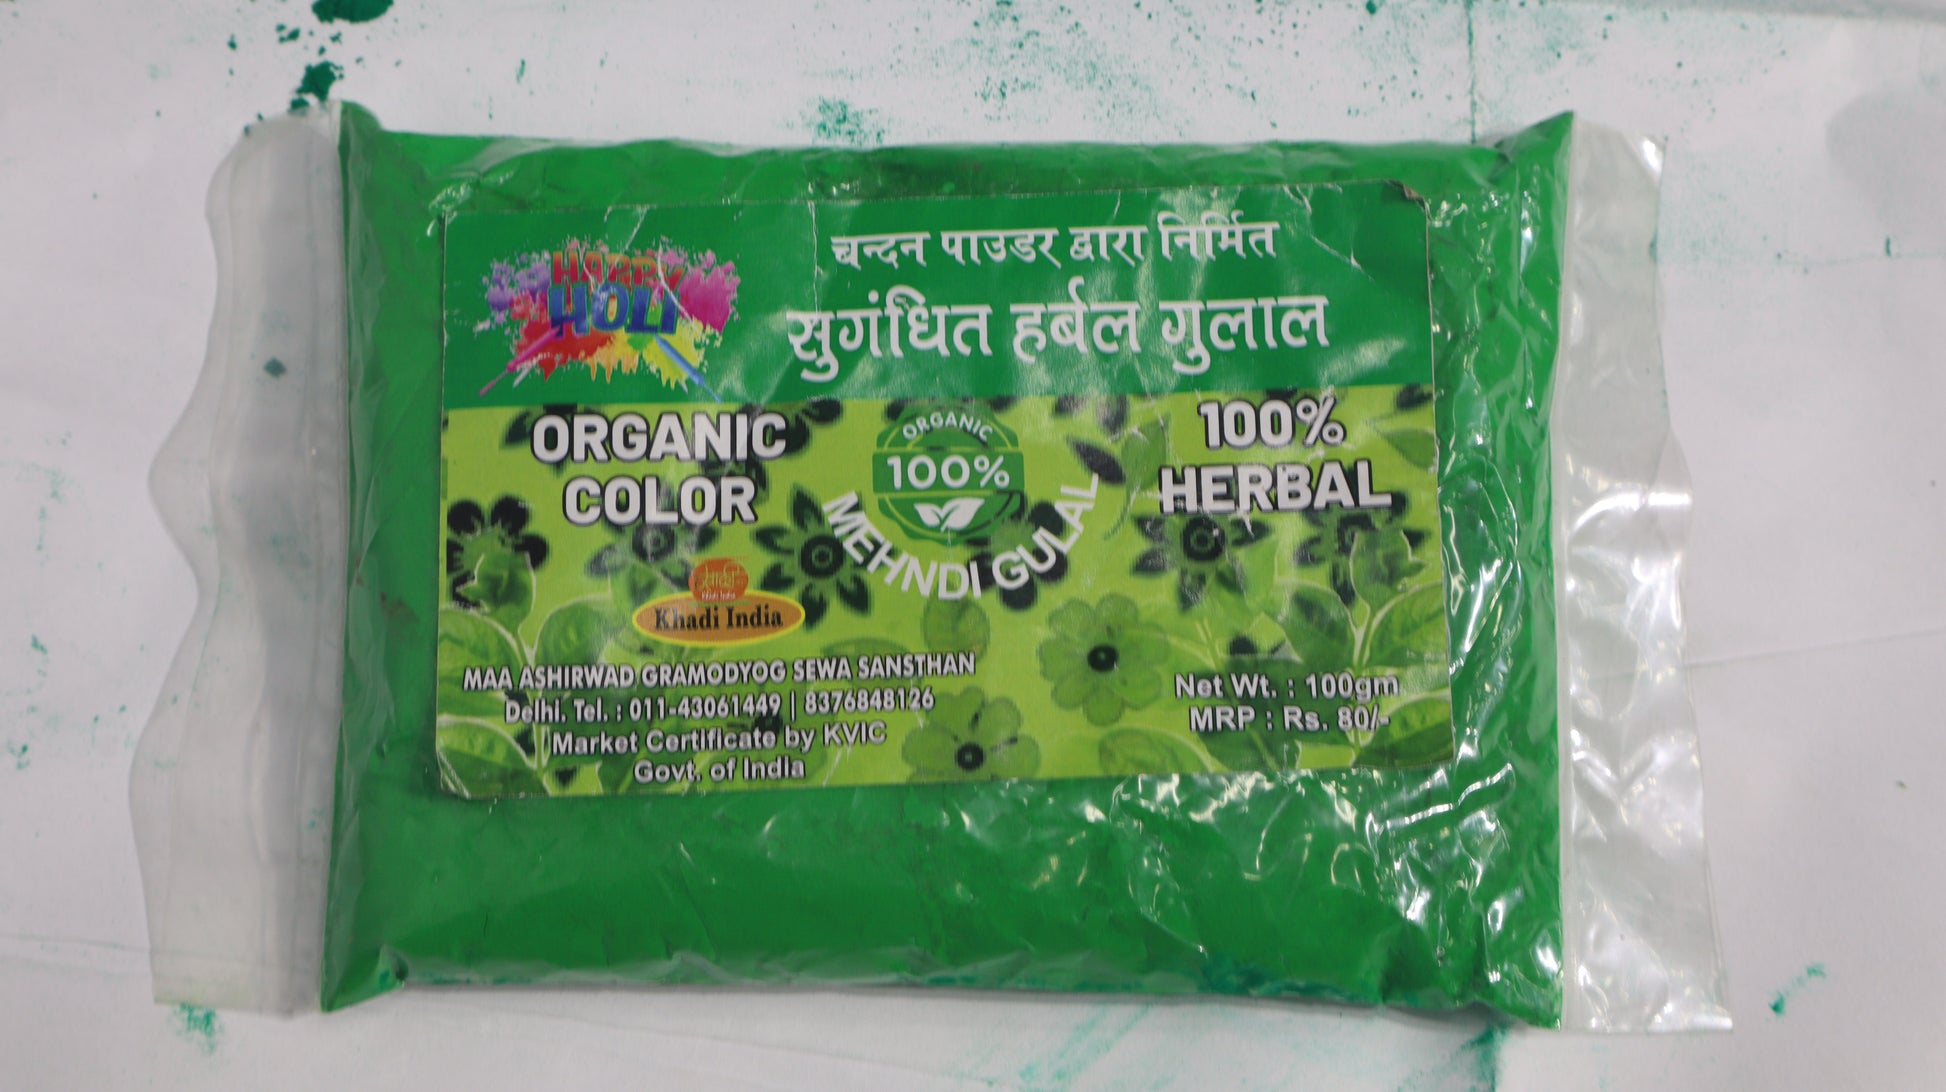 चन्दन पाउडर द्वारा निर्मित
सुगंधित हर्बल गुलाल
HAPPY
HOLI
ORGANIC
COLOR
ORGANIC
100%
MEHNDI GULAL
100%
HERBAL
खादी
Khadi India
Khadi India
MAA ASHIRWAD GRAMODYOG SEWA SANSTHAN
Delhi. Tel. : 011-43061449 | 8376848126
Market Certificate by KVIC
Govt. of India
Net Wt. : 100gm
MRP : Rs. 80/-